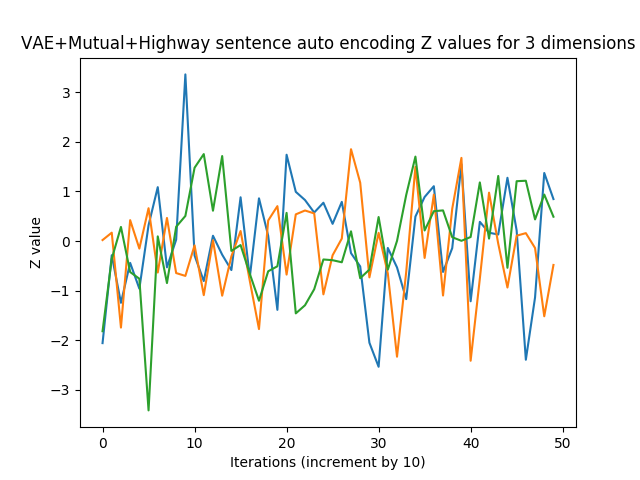 VAE+Mutual+Highway sentence auto encoding Z values for 3 dimensions
3
2
1
0
−1
−2
−3
Z value
0 10 20 30 40 50
Iterations (increment by 10)